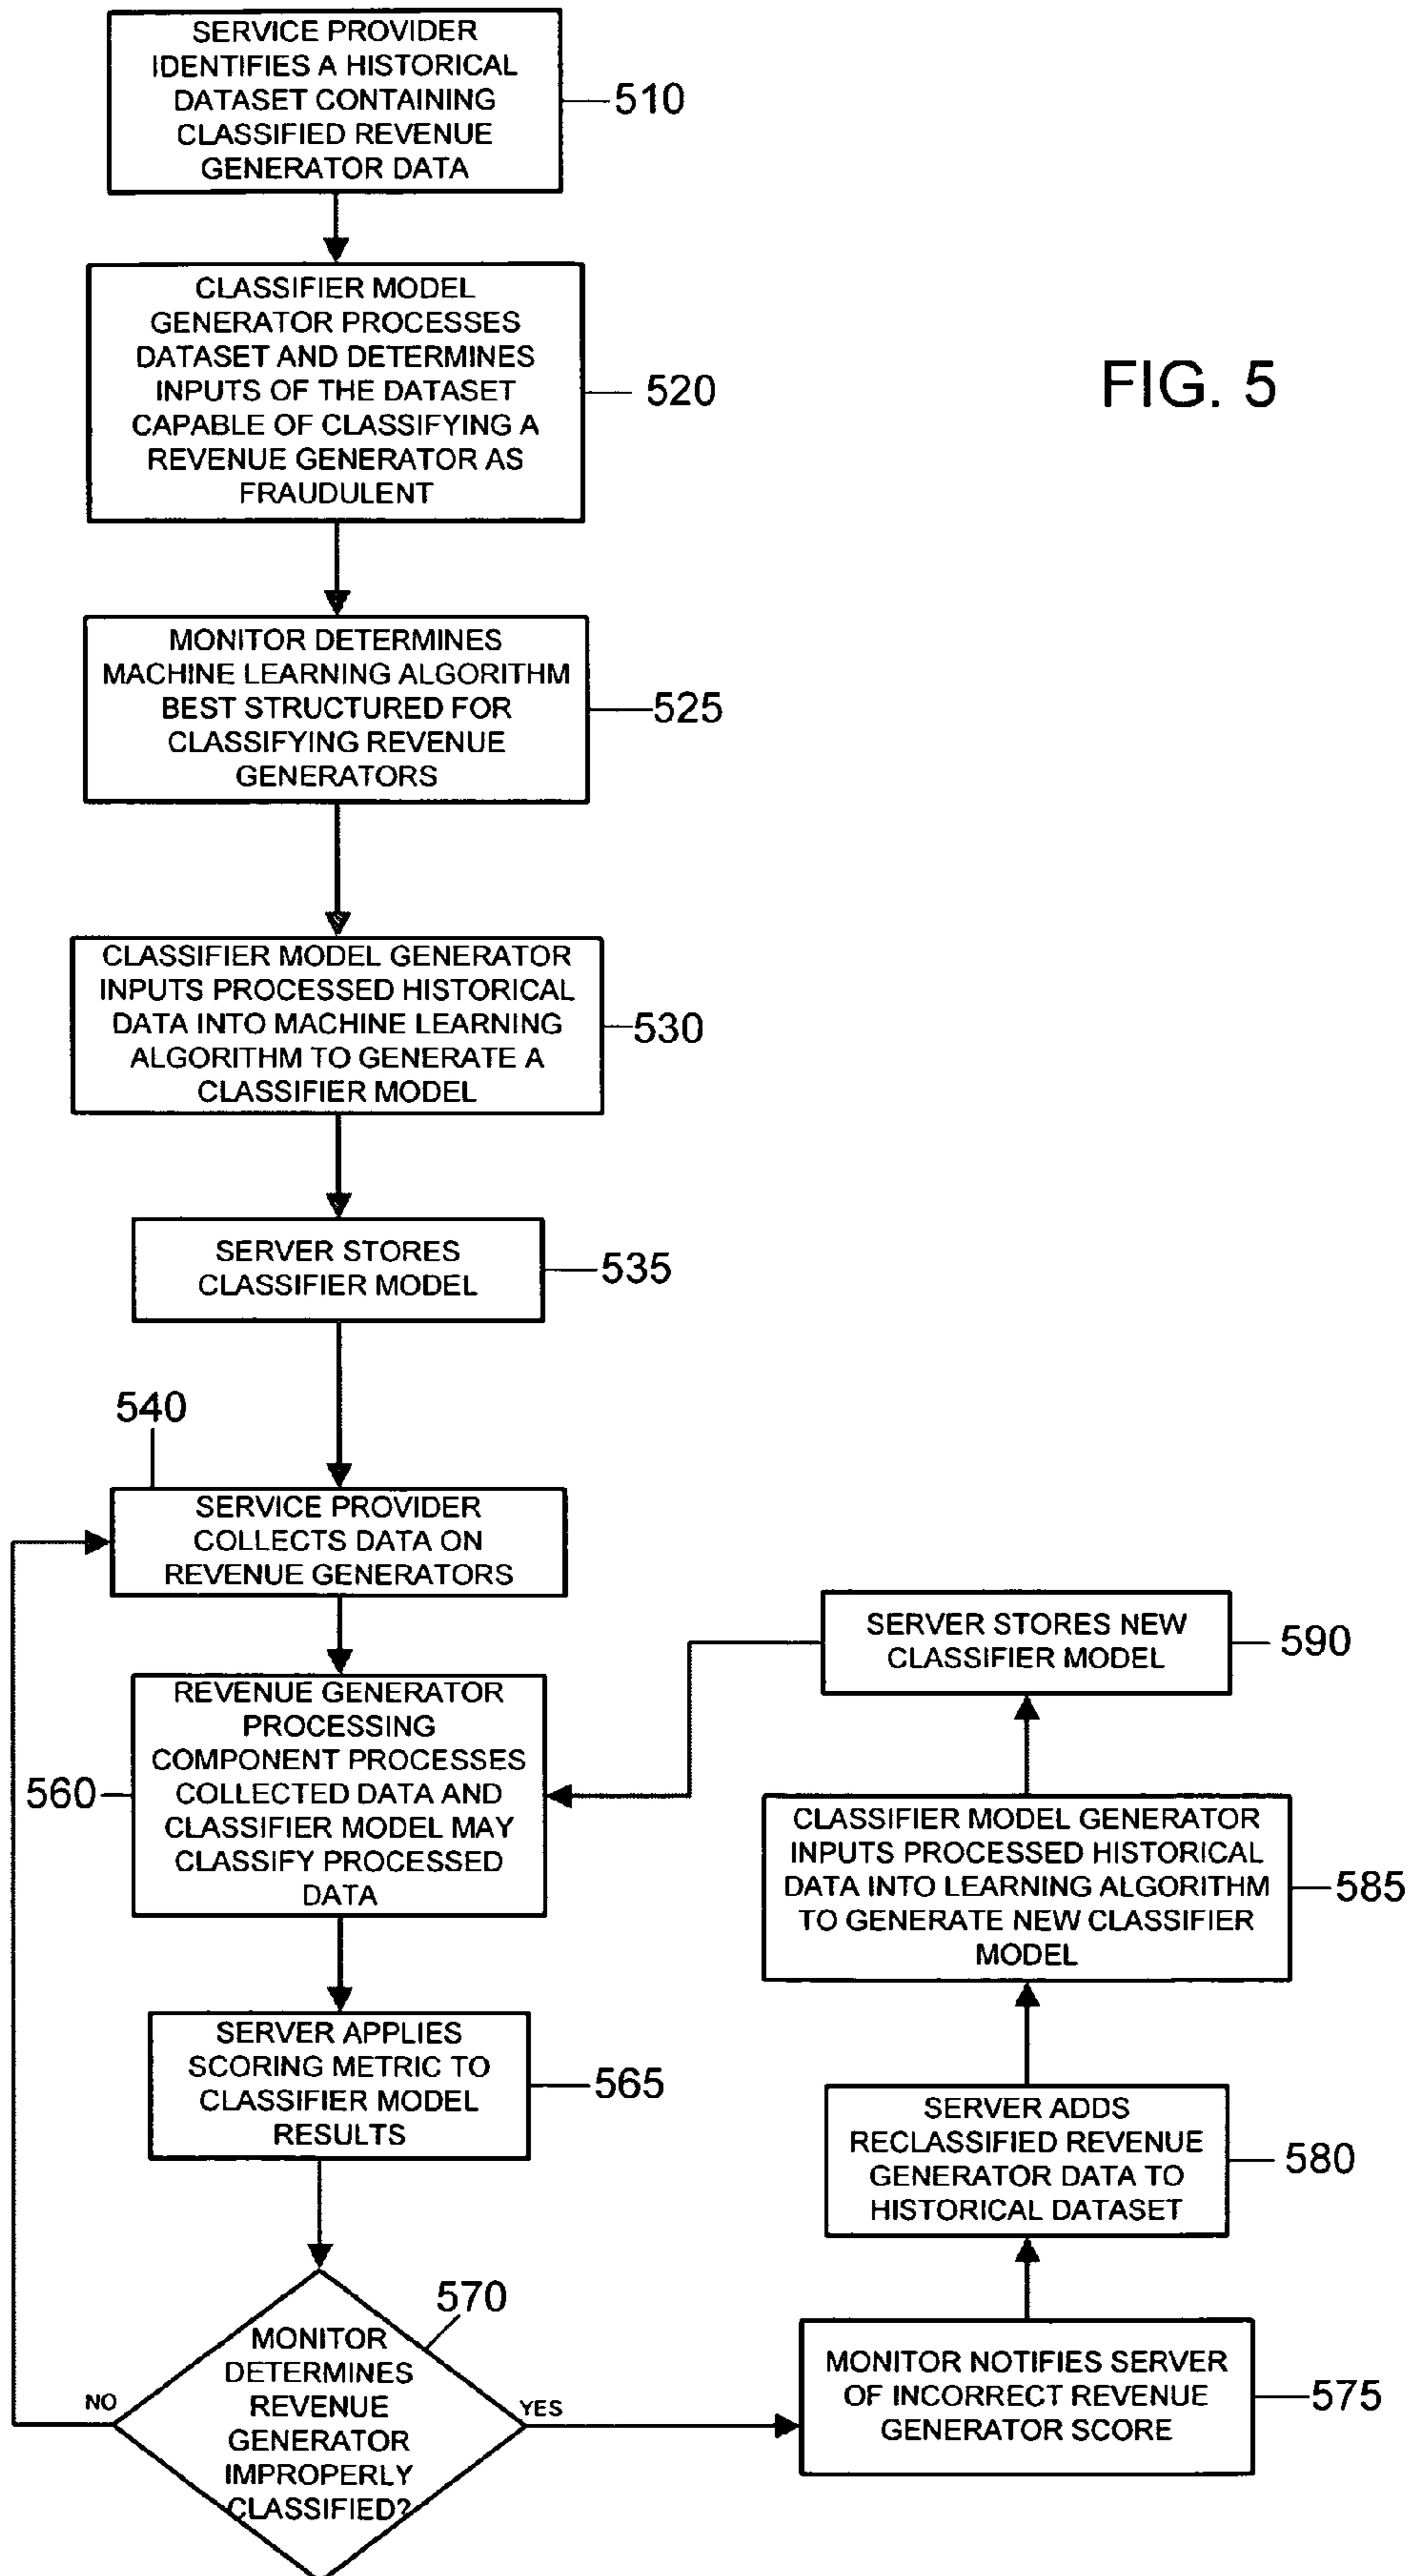 SERVICE PROVIDER
IDENTIFIES A HISTORICAL
DATASET CONTAINING
CLASSIFIED REVENUE
GENERATOR DATA
510
CLASSIFIER MODEL
GENERATOR PROCESSES
DATASET AND DETERMINES
INPUTS OF THE DATASET
CAPABLE OF CLASSIFYING A
REVENUE GENERATOR AS
FRAUDULENT
520
FIG. 5
MONITOR DETERMINES
MACHINE LEARNING ALGORITHM
BEST STRUCTURED FOR
CLASSIFYING REVENUE
GENERATORS
525
CLASSIFIER MODEL GENERATOR
INPUTS PROCESSED HISTORICAL
DATA INTO MACHINE LEARNING
ALGORITHM TO GENERATE A
CLASSIFIER MODEL
530
SERVER STORES
CLASSIFIER MODEL
535
540
SERVICE PROVIDER
COLLECTS DATA ON
REVENUE GENERATORS
REVENUE GENERATOR
PROCESSING
COMPONENT PROCESSES
COLLECTED DATA AND
CLASSIFIER MODEL MAY
CLASSIFY PROCESSED
DATA
560
SERVER APPLIES
SCORING METRIC TO
CLASSIFIER MODEL
RESULTS
565
570
MONITOR
DETERMINES
REVENUE
GENERATOR
IMPROPERLY
CLASSIFIED?
NO
YES
MONITOR NOTIFIES SERVER
OF INCORRECT REVENUE
GENERATOR SCORE
575
SERVER ADDS
RECLASSIFIED REVENUE
GENERATOR DATA TO
HISTORICAL DATASET
580
CLASSIFIER MODEL GENERATOR
INPUTS PROCESSED HISTORICAL
DATA INTO LEARNING ALGORITHM
TO GENERATE NEW CLASSIFIER
MODEL
585
SERVER STORES NEW
CLASSIFIER MODEL
590